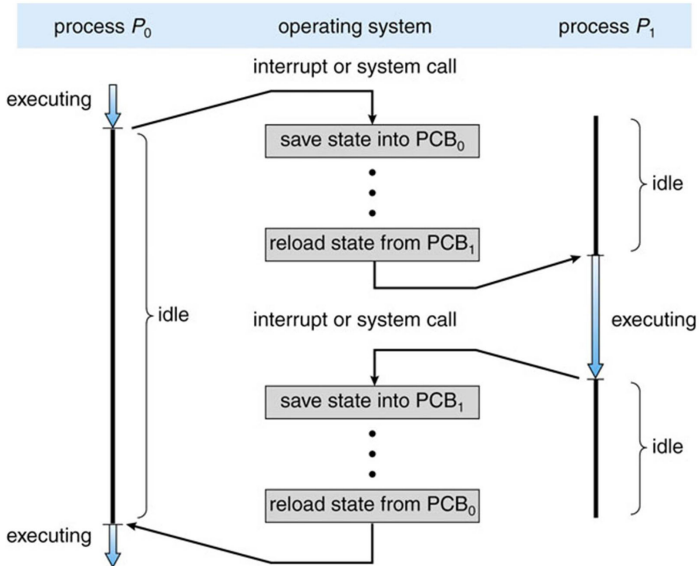 process P₀ operating system process P₁
interrupt or system call
executing
save state into PCB₀
idle
reload state from PCB₁
idle
interrupt or system call
executing
save state into PCB₁
idle
reload state from PCB₀
executing